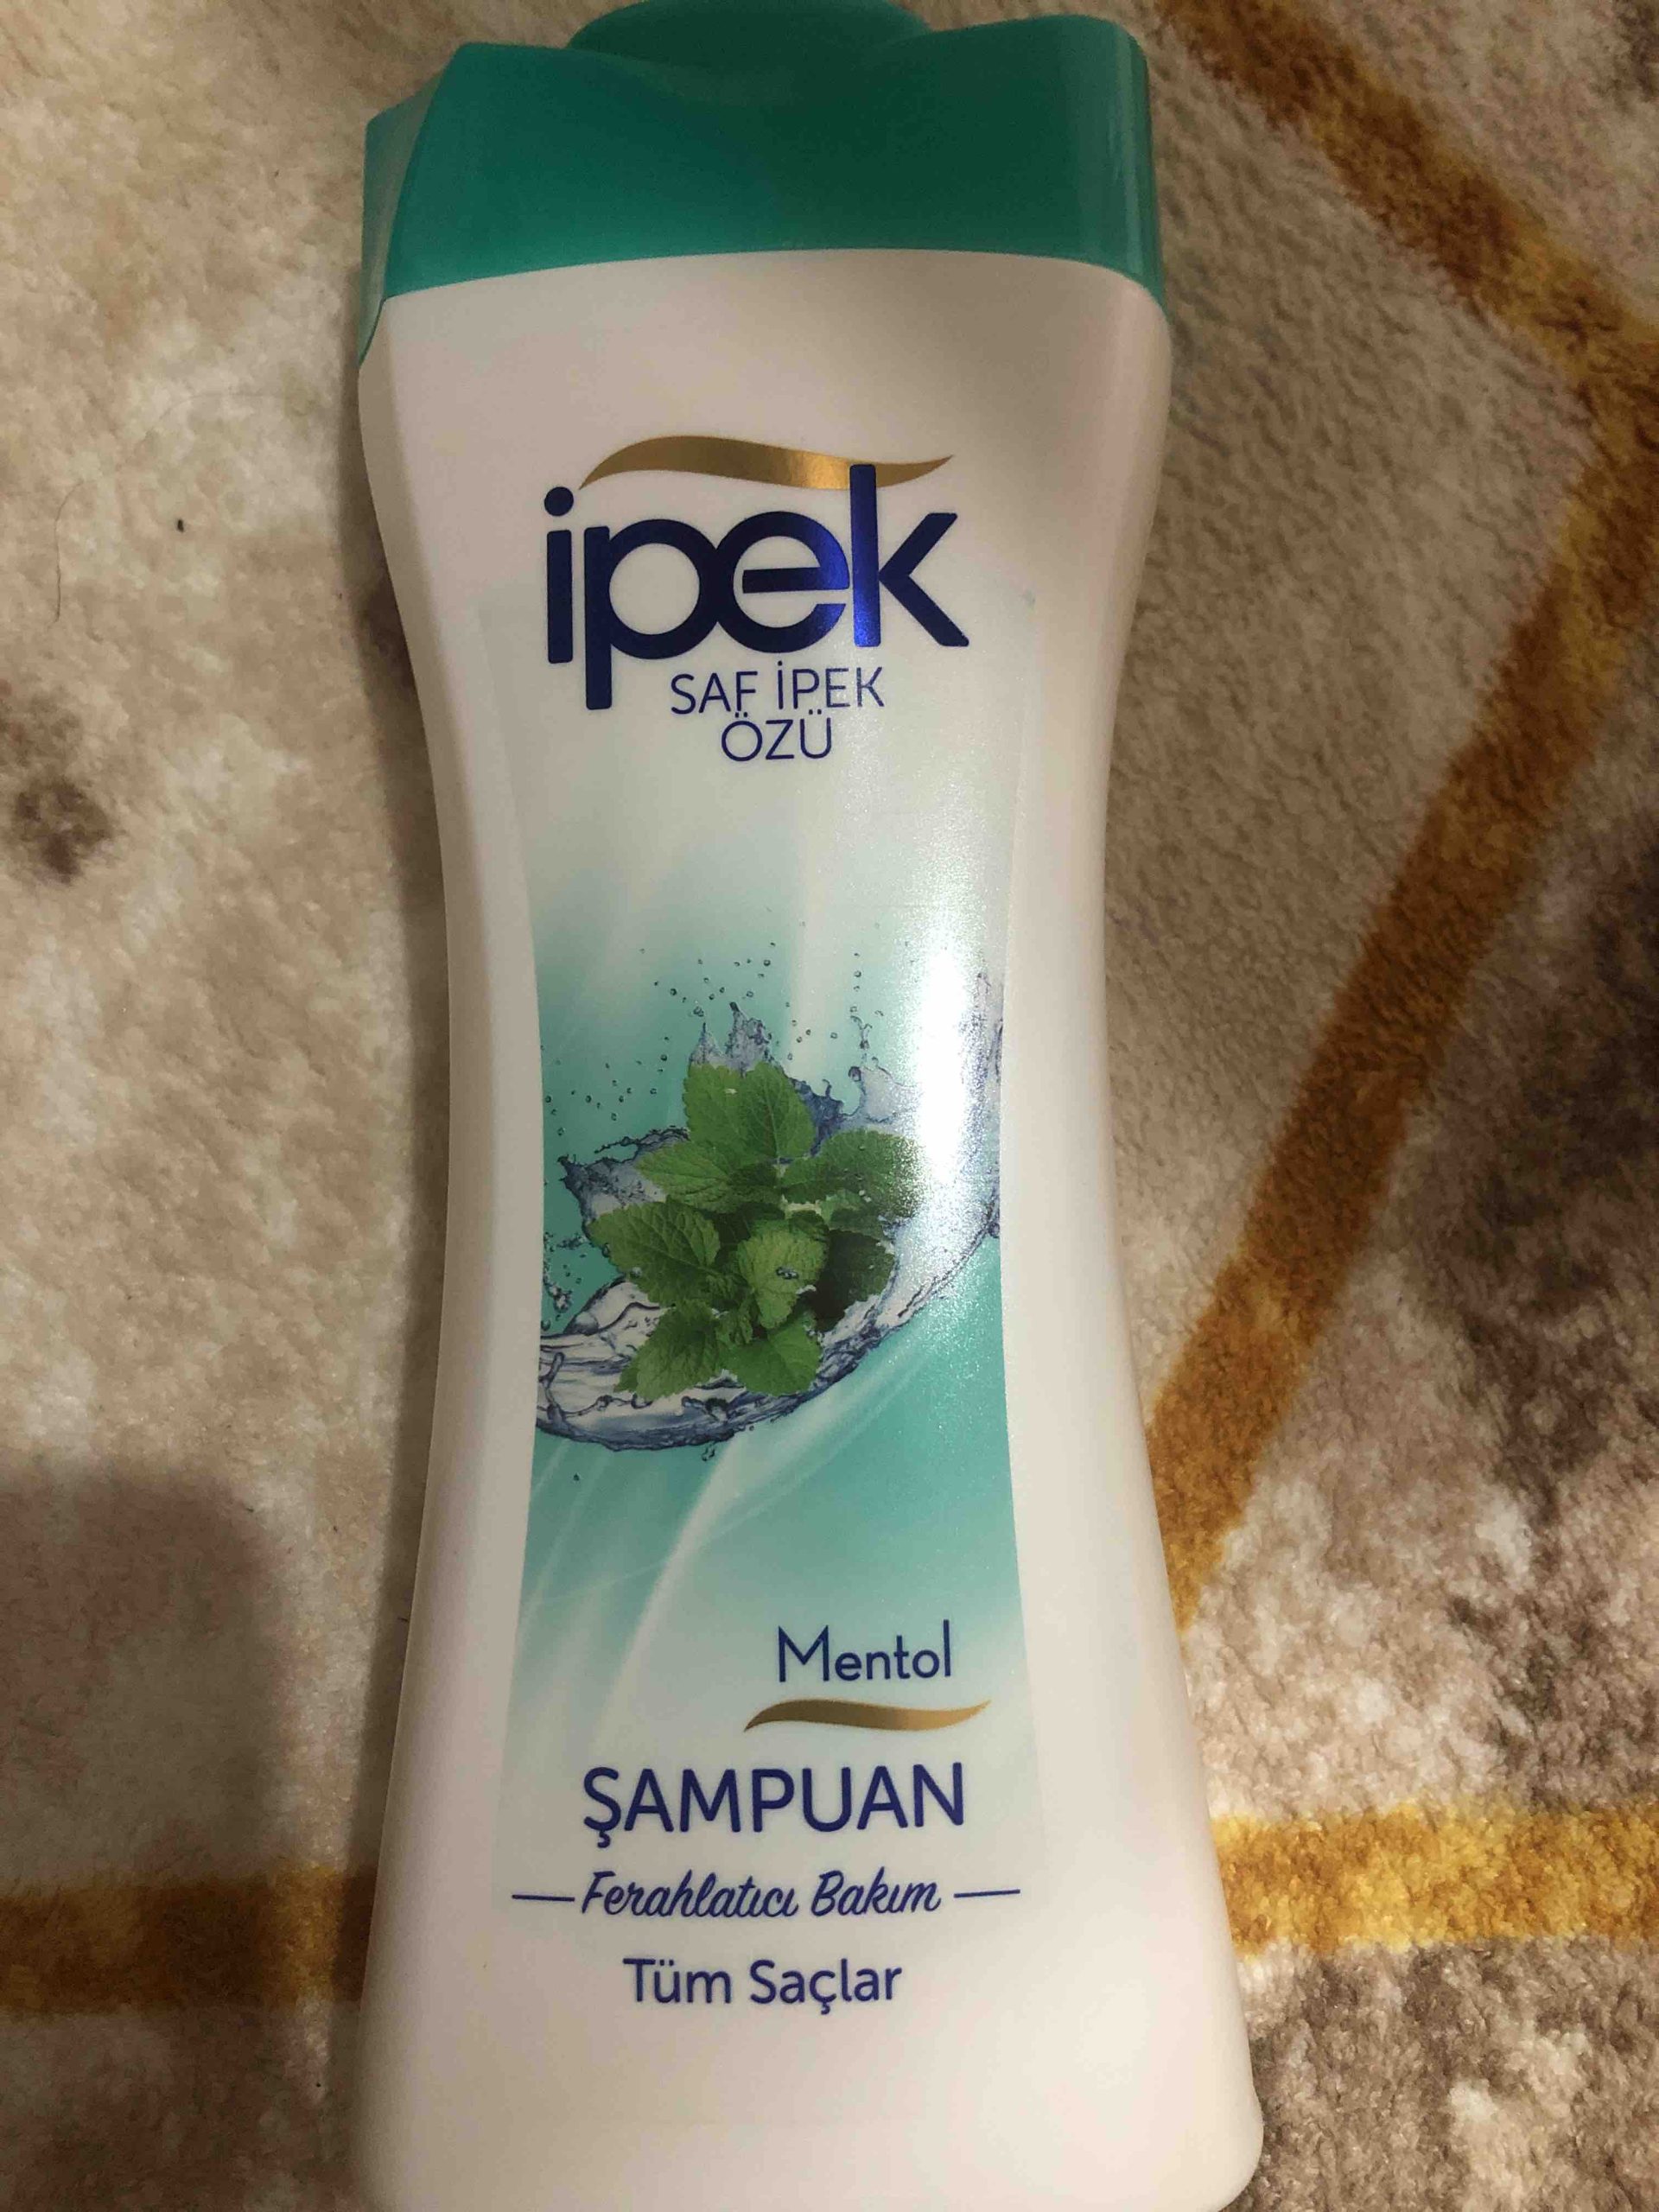 ipek
SAF İPEK
ÖZÜ
Mentol
ŞAMPUAN
Ferahlatıcı Bakım
Tüm Saçlar